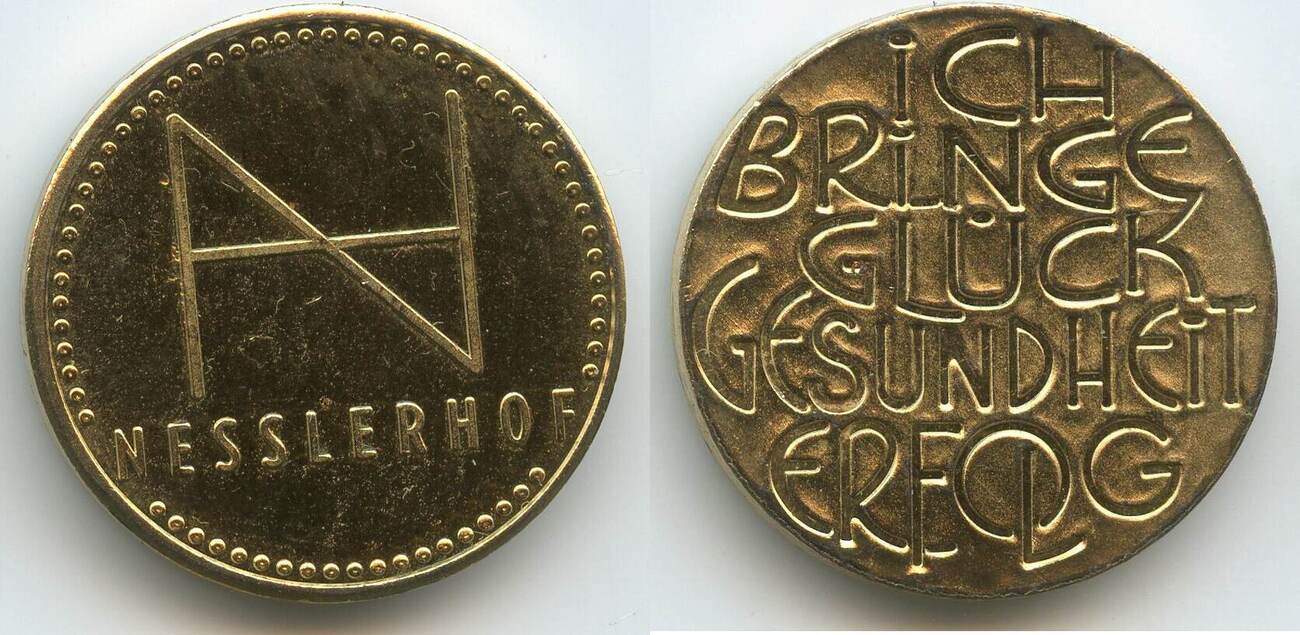 NESSLERHOF
iCH
BRiNGE
GLÜCK
GESUNDHEiT
ERFOLG